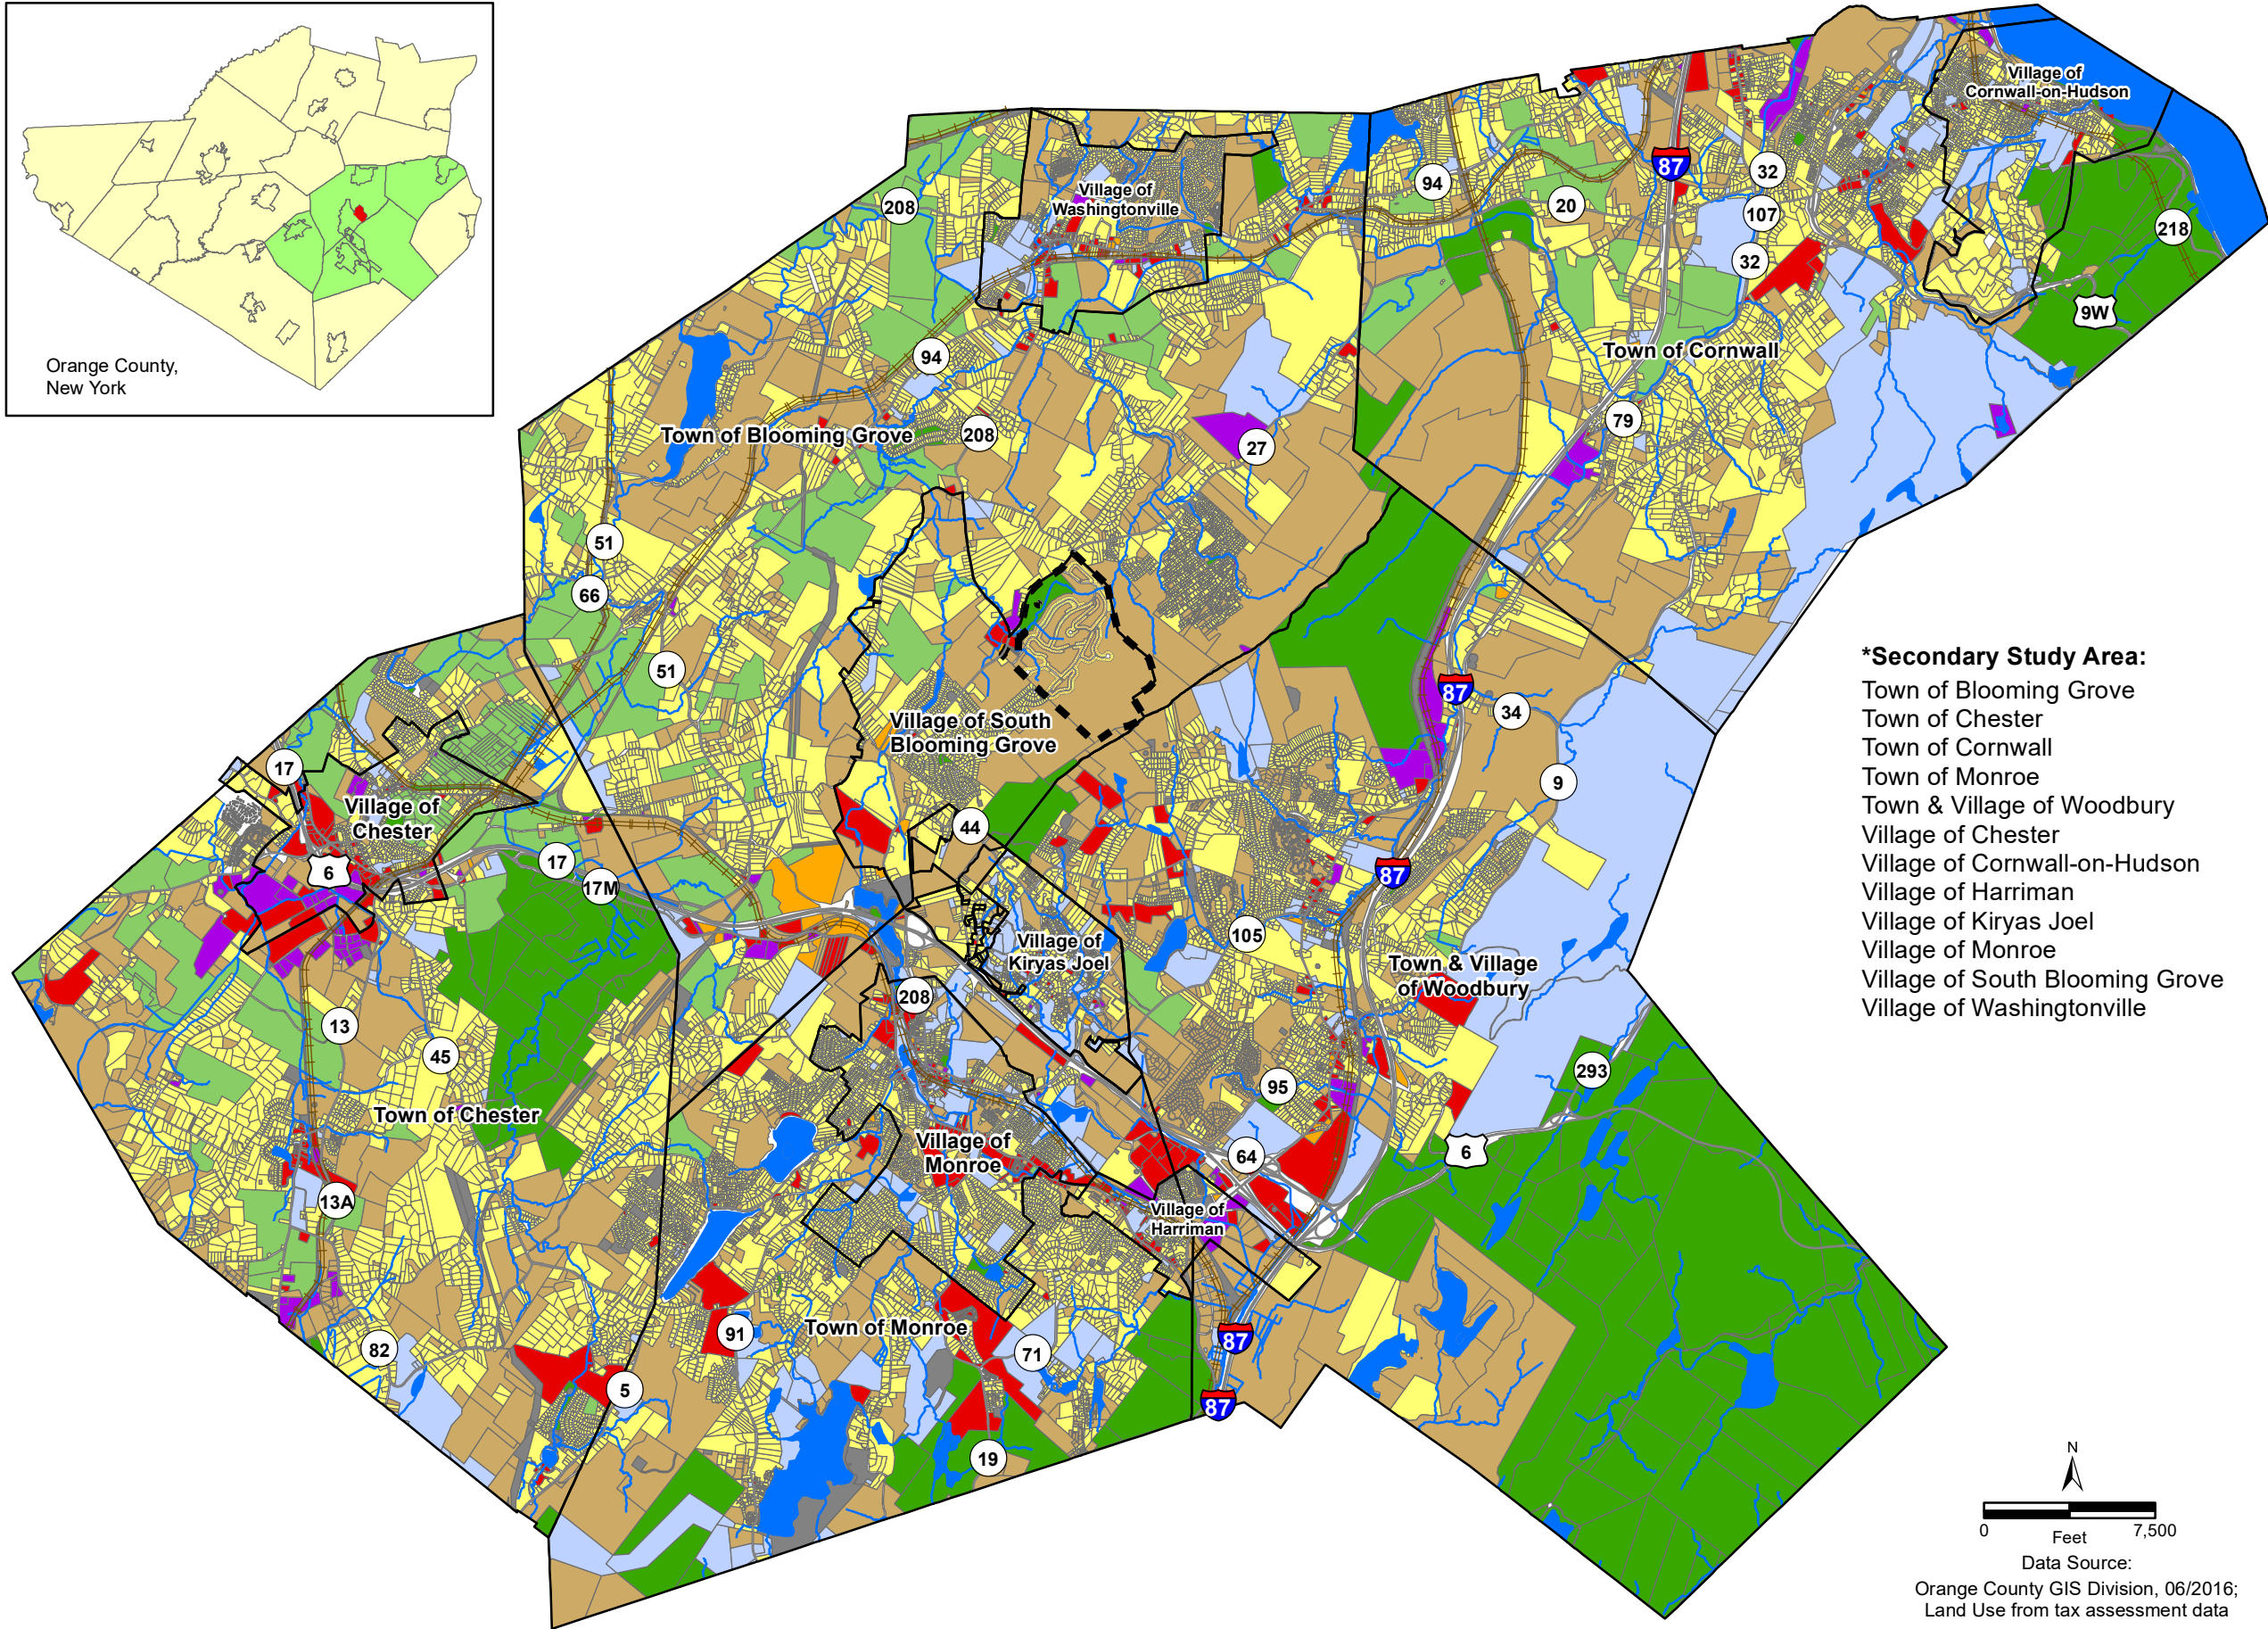 Orange County,
New York
Village of
Cornwall-on-Hudson
87
32
94
Village of
Washingtonville
208
20
107
218
32
9W
Town of Cornwall
94
79
Town of Blooming Grove
208
27
51
66
51
*Secondary Study Area:
Town of Blooming Grove
Town of Chester
Town of Cornwall
Town of Monroe
Town & Village of Woodbury
Village of Chester
Village of Cornwall-on-Hudson
Village of Harriman
Village of Kiryas Joel
Village of Monroe
Village of South Blooming Grove
Village of Washingtonville
87
34
Village of South
Blooming Grove
17
9
Village of
Chester
44
17
6
17M
87
105
Village of
Kiryas Joel
Town & Village
of Woodbury
208
13
45
293
95
Town of Chester
Village of
Monroe
64
6
13A
Village of
Harriman
Town of Monroe
91
87
82
71
5
87
19
N
0
Feet
7,500
Data Source:
Orange County GIS Division, 06/2016;
Land Use from tax assessment data